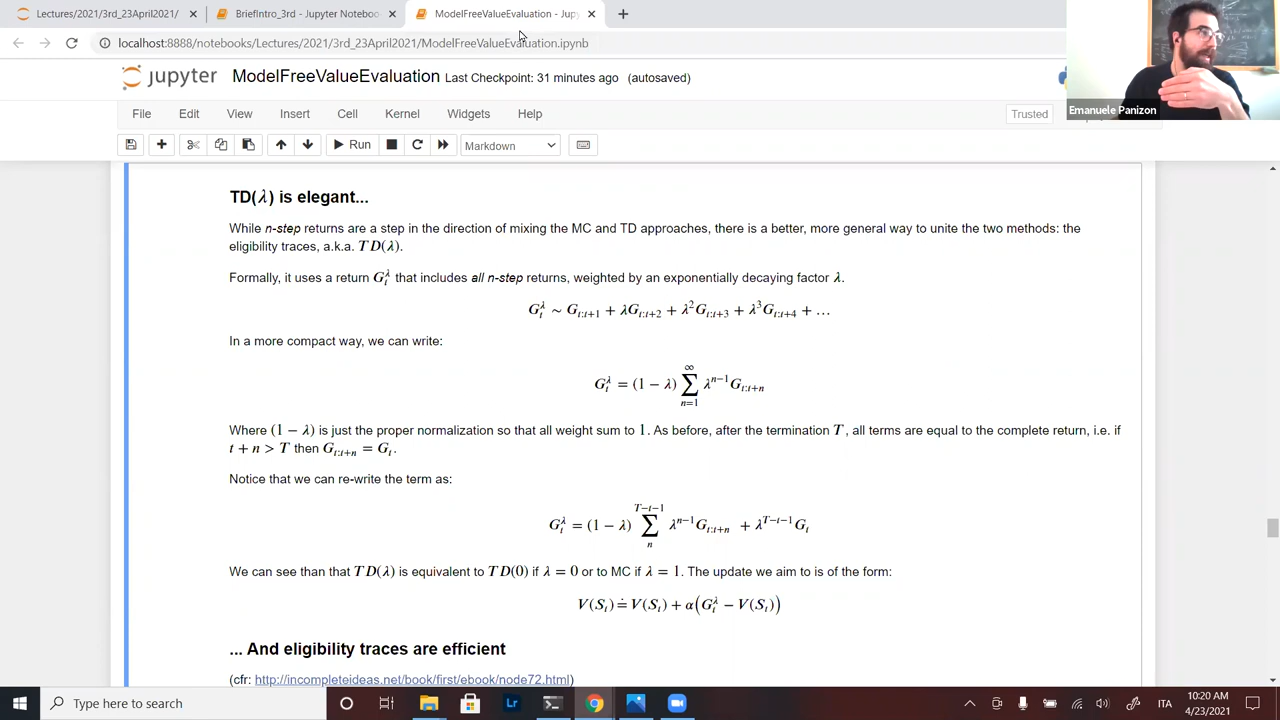 Lectures/2021/3rd_23April2021/
BriefIntro_3rd - Jupyter Noteboo
ModelFreeValueEvaluation - Jup
localhost:8888/notebooks/Lectures/2021/3rd_23April2021/ModelFreeValueEvaluation.ipynb
jupyter ModelFreeValueEvaluation Last Checkpoint: 31 minutes ago (autosaved)
Emanuele Panizon
File Edit View Insert Cell Kernel Widgets Help
Trusted
Run
Markdown
TD(λ) is elegant...
While n-step returns are a step in the direction of mixing the MC and TD approaches, there is a better, more general way to unite the two methods: the
eligibility traces, a.k.a. TD(λ).
Formally, it uses a return G_t^λ that includes all n-step returns, weighted by an exponentially decaying factor λ.
G_t^λ ∼ G_{t:t+1} + λG_{t:t+2} + λ^2 G_{t:t+3} + λ^3 G_{t:t+4} + …
In a more compact way, we can write:
G_t^λ = (1 − λ) ∑_{n=1}^{∞} λ^{n−1} G_{t:t+n}
Where (1 − λ) is just the proper normalization so that all weight sum to 1. As before, after the termination T, all terms are equal to the complete return, i.e. if
t + n > T then G_{t:t+n} = G_t.
Notice that we can re-write the term as:
G_t^λ = (1 − λ) ∑_{n}^{T−t−1} λ^{n−1} G_{t:t+n} + λ^{T−t−1} G_t
We can see than that TD(λ) is equivalent to TD(0) if λ = 0 or to MC if λ = 1. The update we aim to is of the form:
V(S_t) ≐ V(S_t) + α(G_t^λ − V(S_t))
... And eligibility traces are efficient
(cfr: http://incompleteideas.net/book/first/ebook/node72.html)
Type here to search
Lr
ITA
10:20 AM
4/23/2021